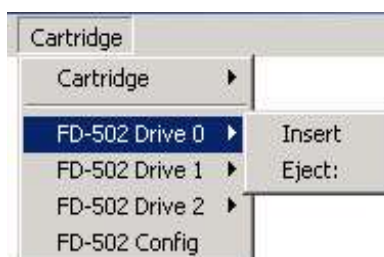 Cartridge
Cartridge
FD-502 Drive 0 Insert
FD-502 Drive 1 Eject:
FD-502 Drive 2
FD-502 Config